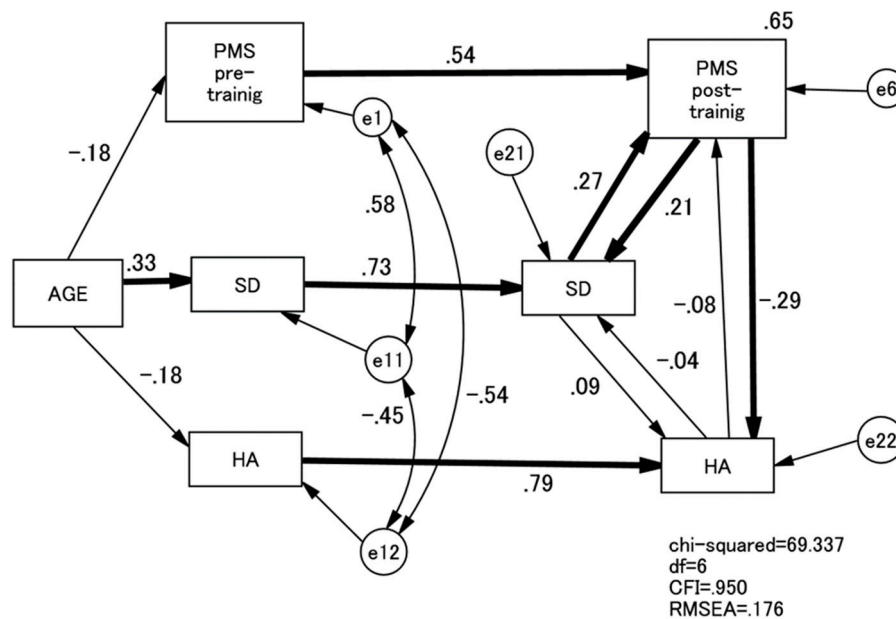 .65
PMS
pre-
trainig
.54
PMS
post-
trainig
e1
e6
e21
-.18
.58
.27
.21
.33
AGE
SD
.73
SD
-.08
-.29
e11
-.18
-.04
.09
-.45
-.54
HA
.79
HA
e22
e12
chi-squared=69.337
df=6
CFI=.950
RMSEA=.176